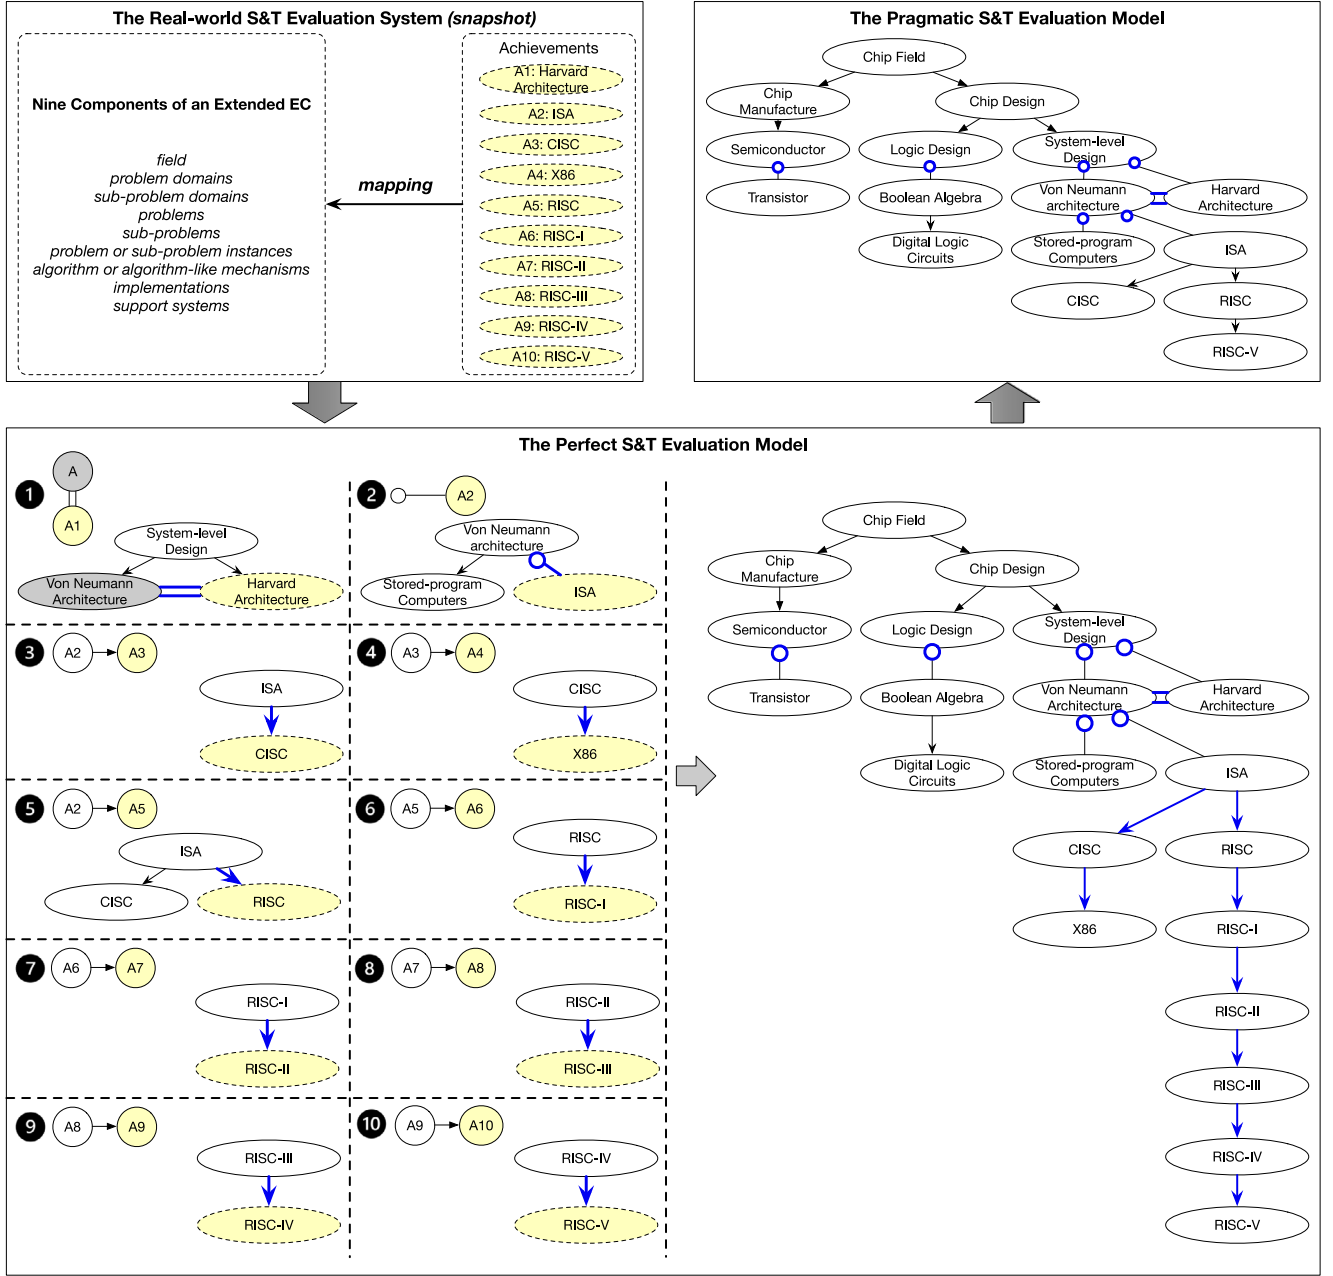 The Real-world S&T Evaluation System (snapshot)
Nine Components of an Extended EC
field
problem domains
sub-problem domains
problems
sub-problems
problem or sub-problem instances
algorithm or algorithm-like mechanisms
implementations
support systems
mapping
Achievements
A1: Harvard
Architecture
A2: ISA
A3: CISC
A4: X86
A5: RISC
A6: RISC-I
A7: RISC-II
A8: RISC-III
A9: RISC-IV
A10: RISC-V
The Pragmatic S&T Evaluation Model
Chip Field
Chip
Manufacture
Chip Design
Semiconductor
Logic Design
System-level
Design
Transistor
Boolean Algebra
Von Neumann
architecture
Harvard
Architecture
Digital Logic
Circuits
Stored-program
Computers
ISA
CISC
RISC
RISC-V
The Perfect S&T Evaluation Model
1
A
A1
System-level
Design
Von Neumann
Architecture
Harvard
Architecture
2
A2
Von Neumann
architecture
Stored-program
Computers
ISA
3
A2
A3
ISA
CISC
4
A3
A4
CISC
X86
5
A2
A5
ISA
CISC
RISC
6
A5
A6
RISC
RISC-I
7
A6
A7
RISC-I
RISC-II
8
A7
A8
RISC-II
RISC-III
9
A8
A9
RISC-III
RISC-IV
10
A9
A10
RISC-IV
RISC-V
Chip Field
Chip
Manufacture
Chip Design
Semiconductor
Logic Design
System-level
Design
Transistor
Boolean Algebra
Von Neumann
Architecture
Harvard
Architecture
Digital Logic
Circuits
Stored-program
Computers
ISA
CISC
RISC
X86
RISC-I
RISC-II
RISC-III
RISC-IV
RISC-V